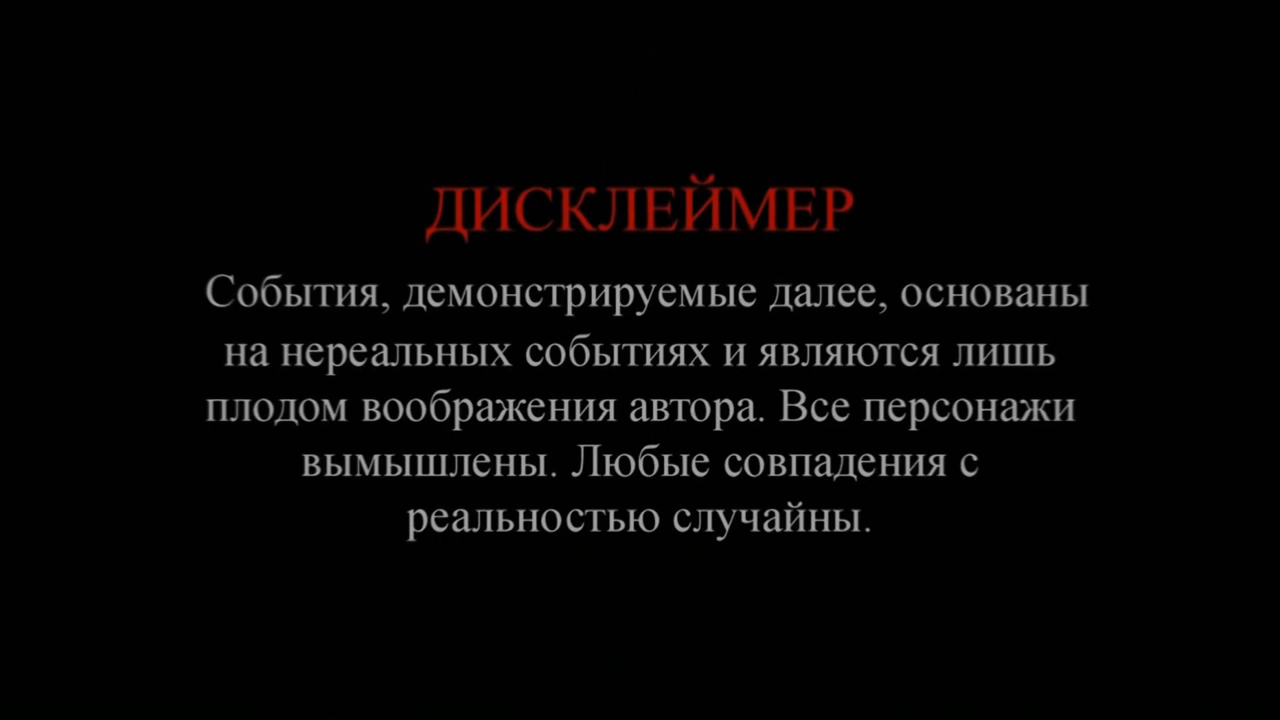 ДИСКЛЕЙМЕР
События, демонстрируемые далее, основаны
на нереальных событиях и являются лишь
плодом воображения автора. Все персонажи
вымышлены. Любые совпадения с
реальностью случайны.